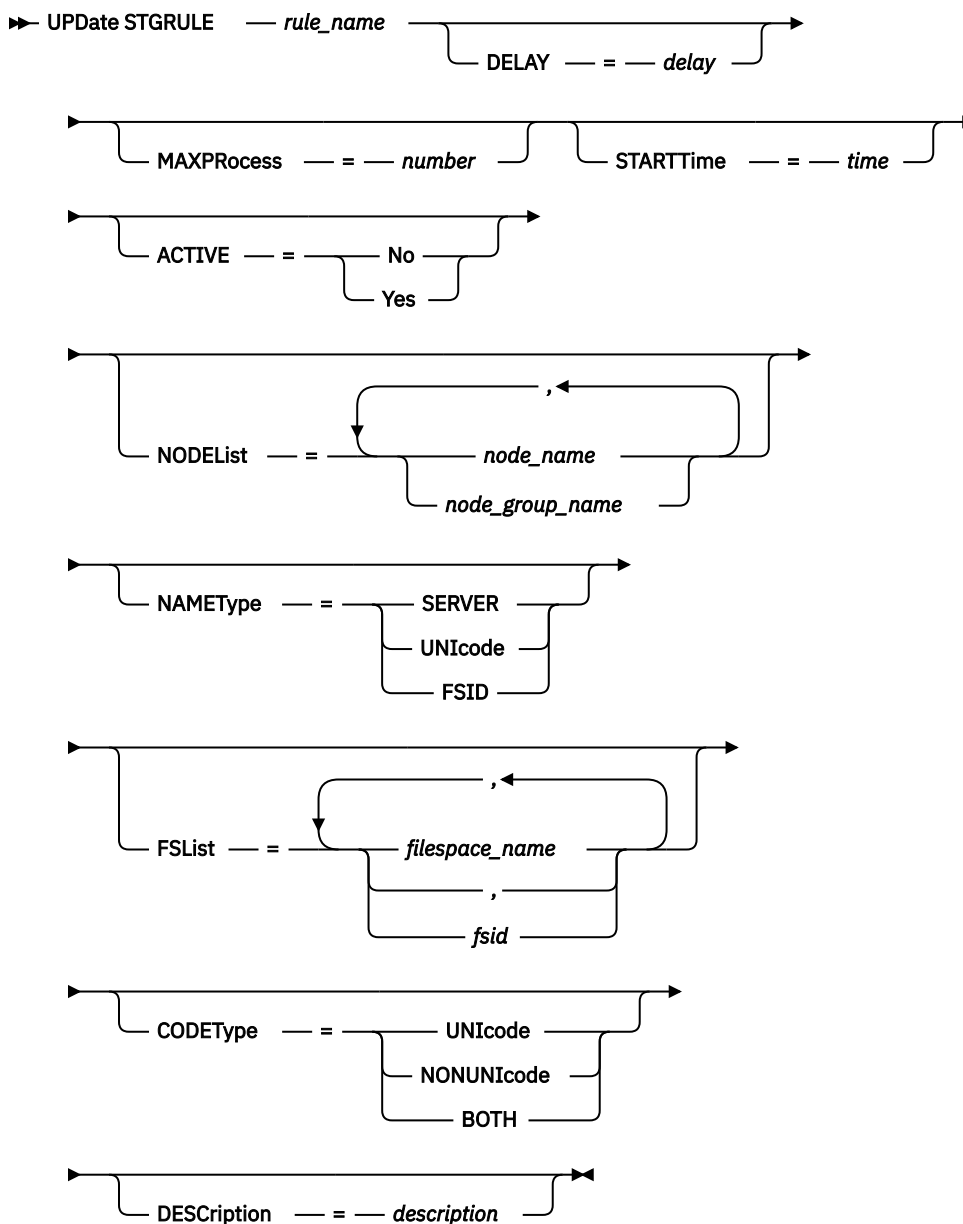 UPDate STGRULE — rule_name
DELAY — = — delay
MAXPRocess — = — number STARTTime — = — time
ACTIVE — = No
Yes
,
NODEList — = node_name
node_group_name
NAMEType — = SERVER
UNIcode
FSID
,
FSList — = filespace_name
,
fsid
CODEType — = UNIcode
NONUNIcode
BOTH
DESCription — = — description